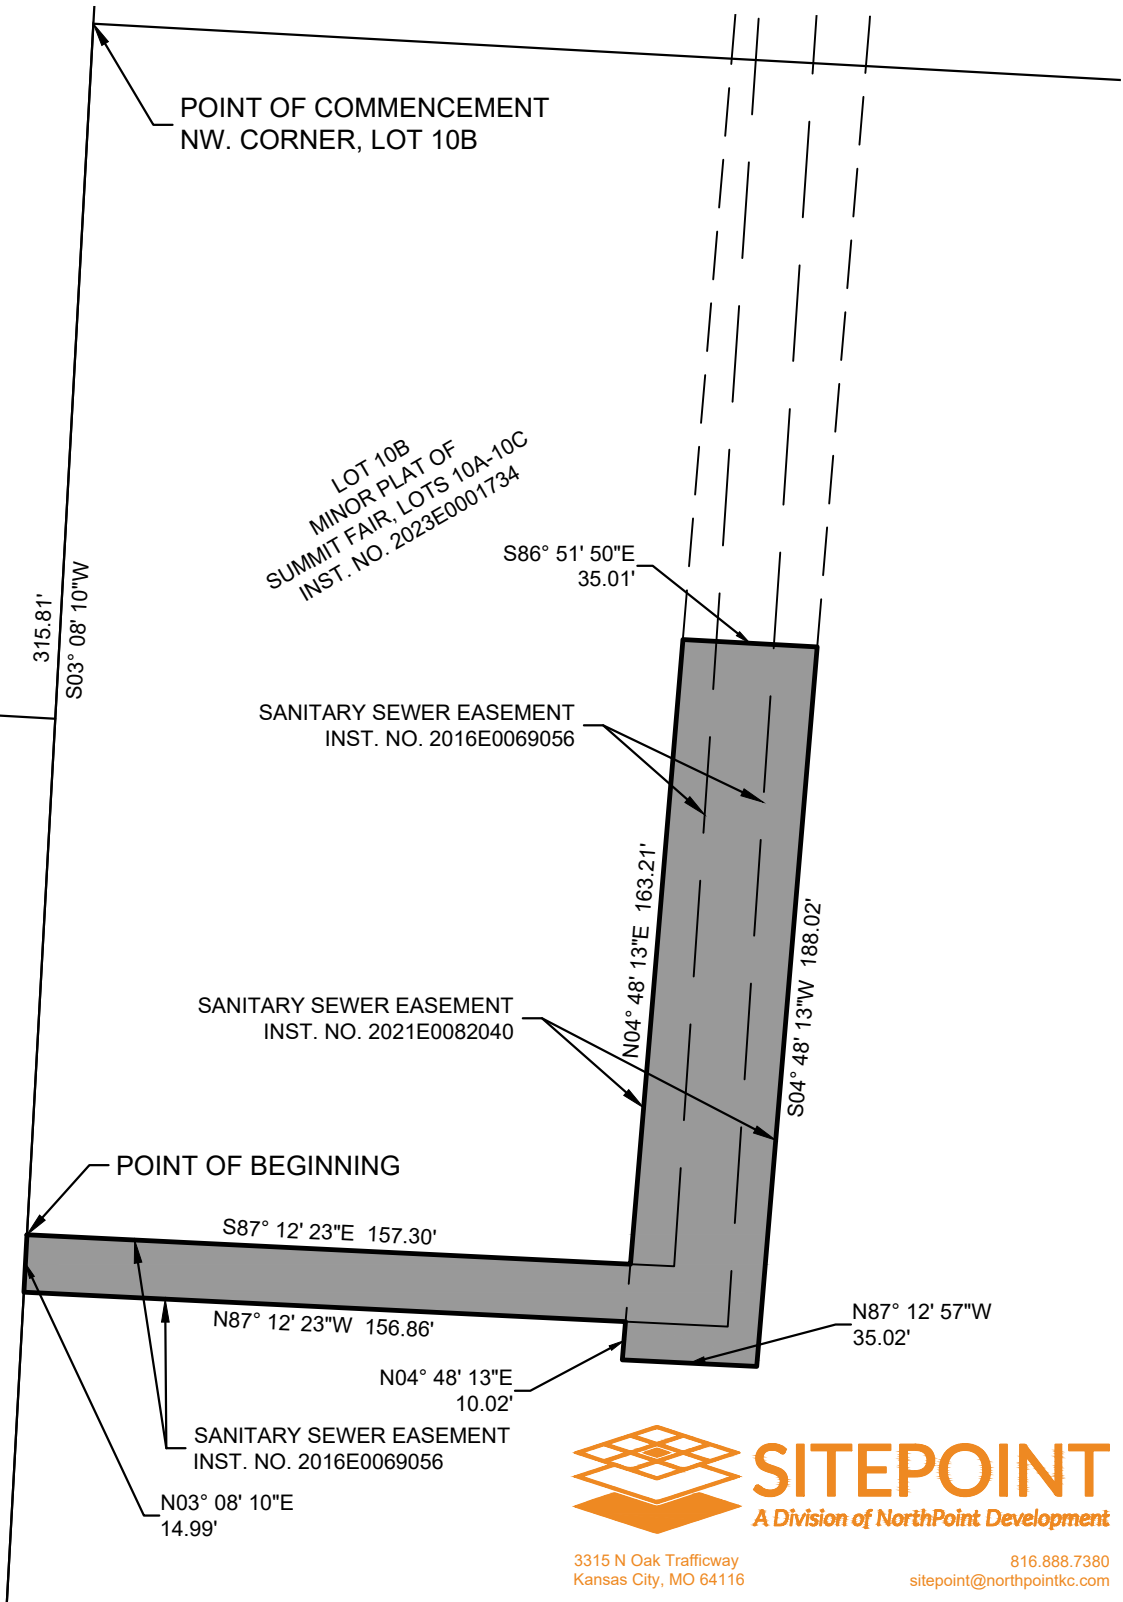 POINT OF COMMENCEMENT
NW. CORNER, LOT 10B
LOT 10B
MINOR PLAT OF
SUMMIT FAIR, LOTS 10A-10C
INST. NO. 2023E0001734
S86° 51' 50"E
35.01'
315.81'
S03° 08' 10"W
SANITARY SEWER EASEMENT
INST. NO. 2016E0069056
N04° 48' 13"E 163.21'
S04° 48' 13"W 188.02'
SANITARY SEWER EASEMENT
INST. NO. 2021E0082040
POINT OF BEGINNING
S87° 12' 23"E 157.30'
N87° 12' 23"W 156.86'
N87° 12' 57"W
35.02'
N04° 48' 13"E
10.02'
SANITARY SEWER EASEMENT
INST. NO. 2016E0069056
N03° 08' 10"E
14.99'
SITEPOINT
A Division of NorthPoint Development
3315 N Oak Trafficway
Kansas City, MO 64116
816.888.7380
sitepoint@northpointkc.com